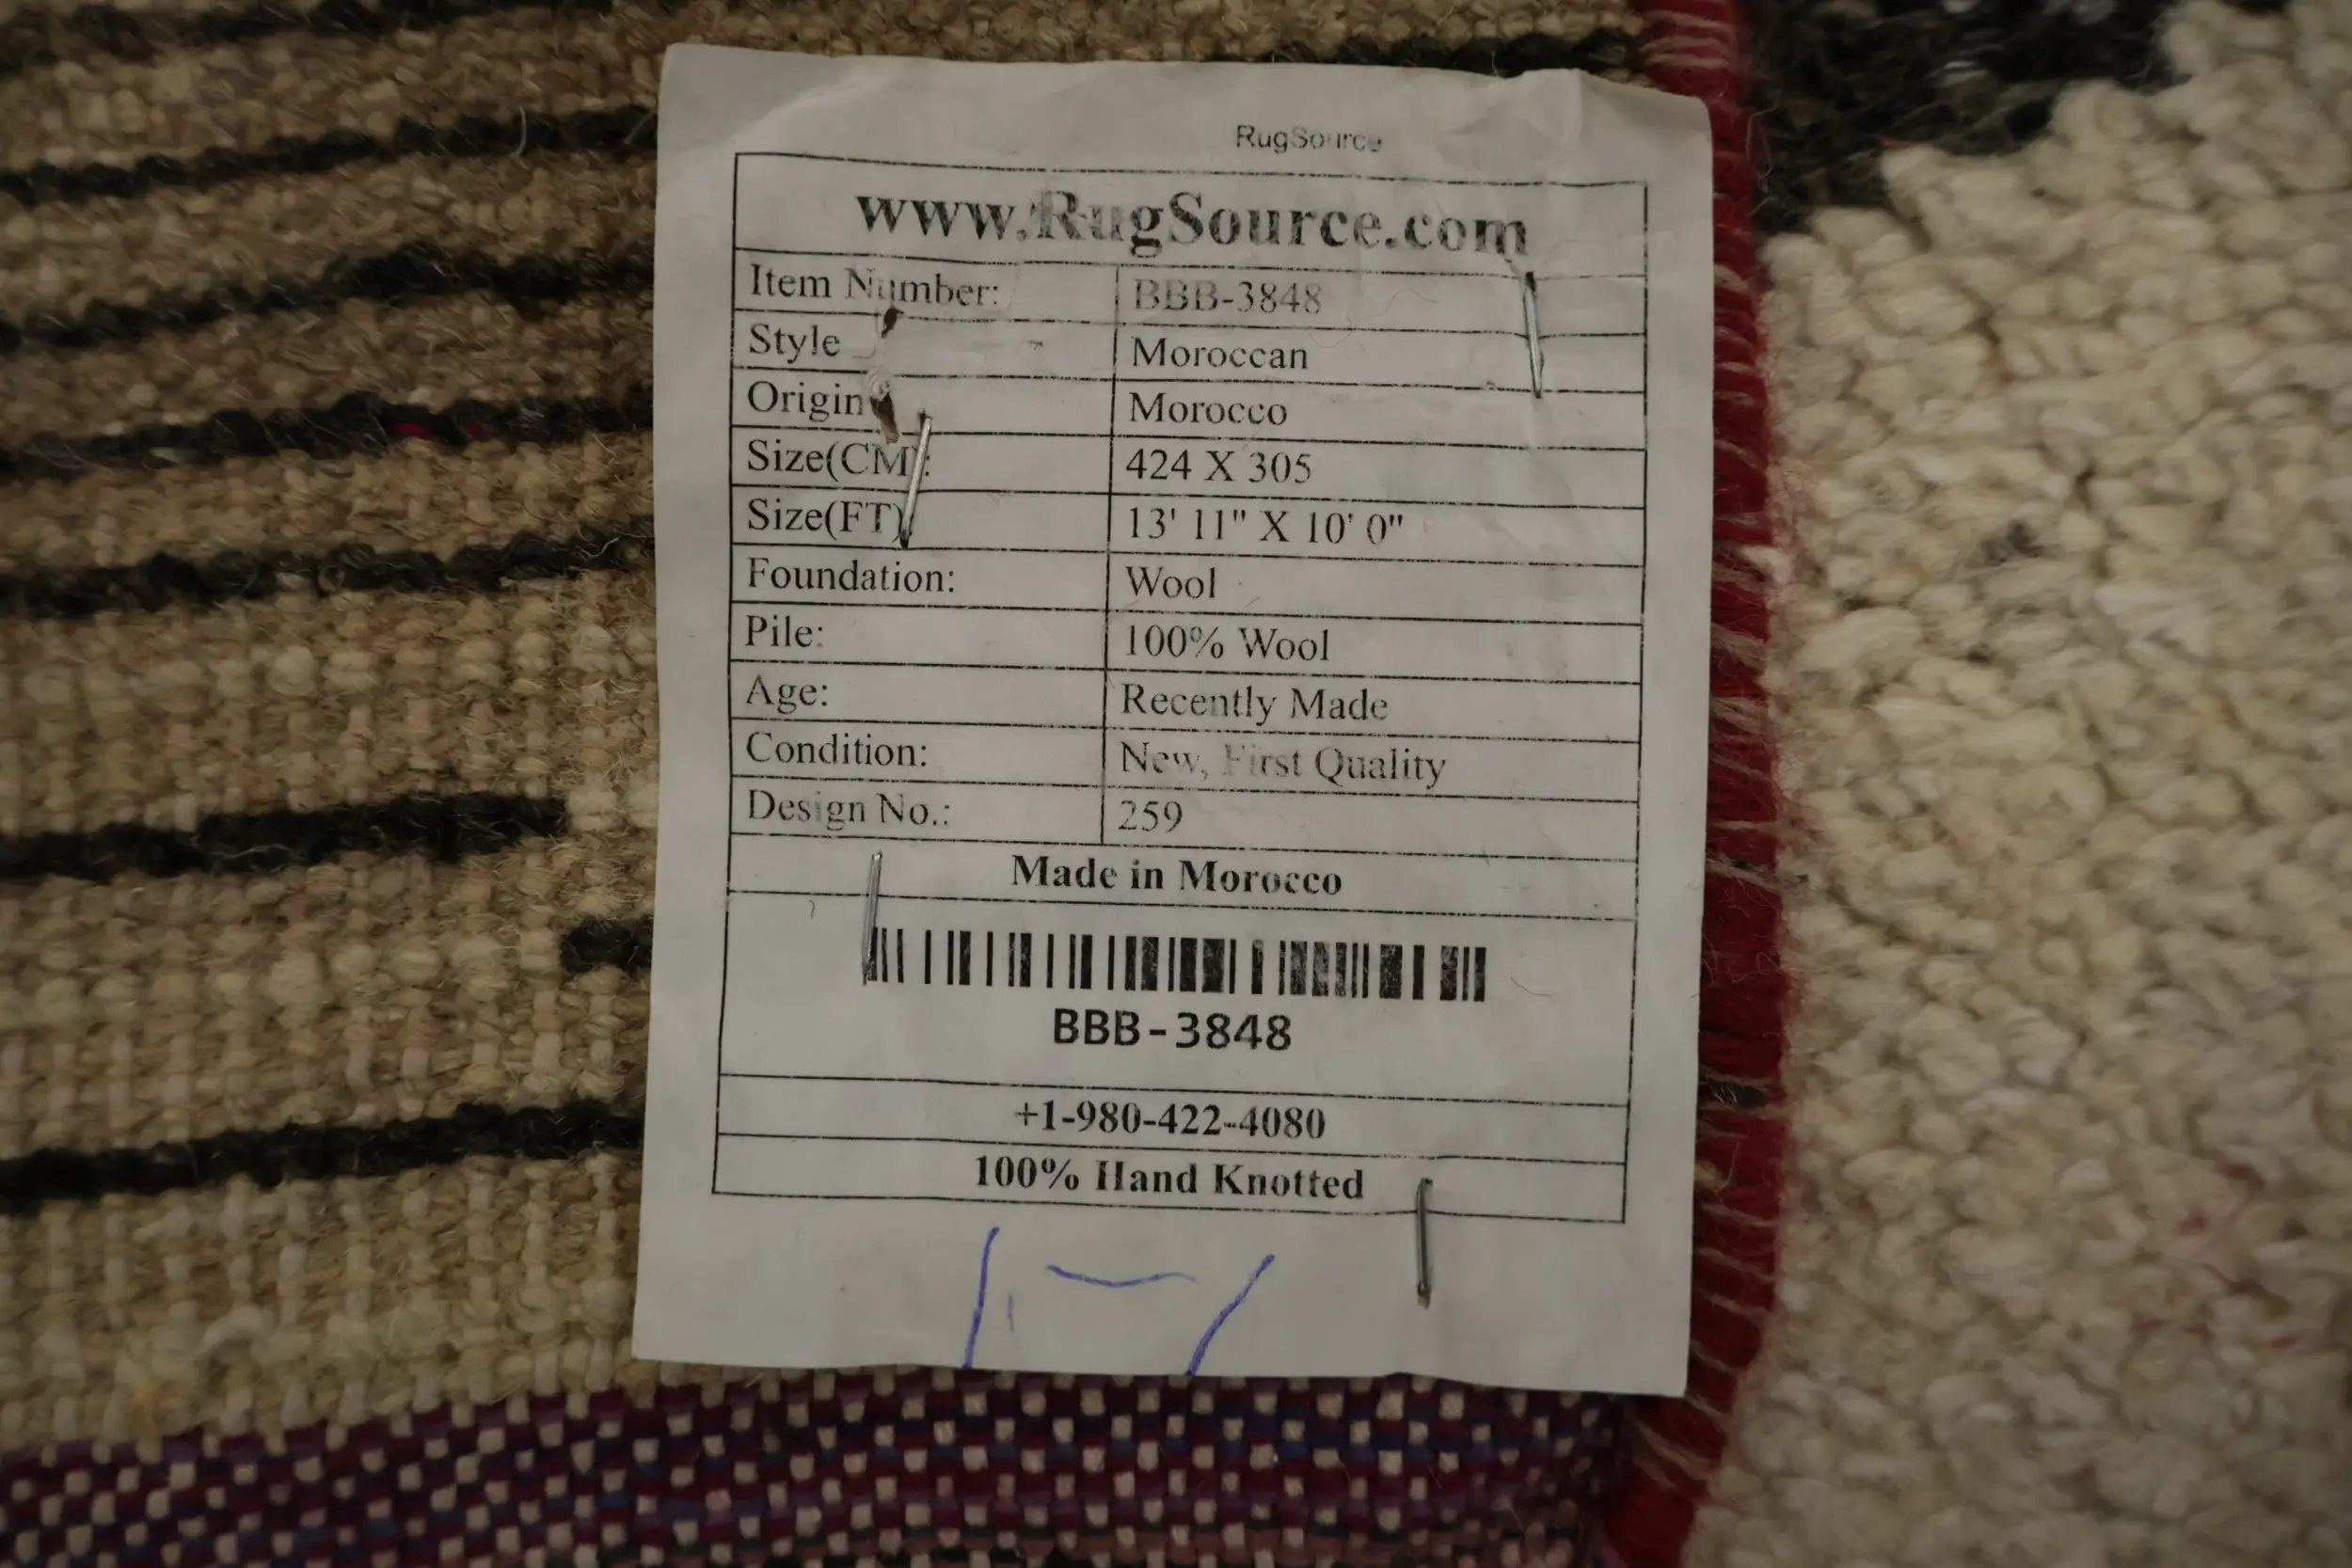 RugSource
www.RugSource.com
Item Number: BBB-3848
Style Moroccan
Origin Morocco
Size(CM): 424 X 305
Size(FT) 13' 11" X 10' 0"
Foundation: Wool
Pile: 100% Wool
Age: Recently Made
Condition: New, First Quality
Design No.: 259
Made in Morocco
BBB-3848
+1-980-422-4080
100% Hand Knotted